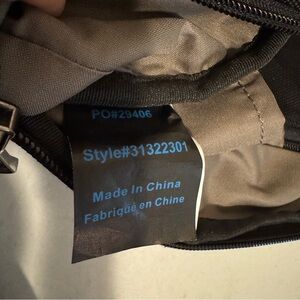 PO#29406
Style#31322301
Made In China
Fabriqué en Chine